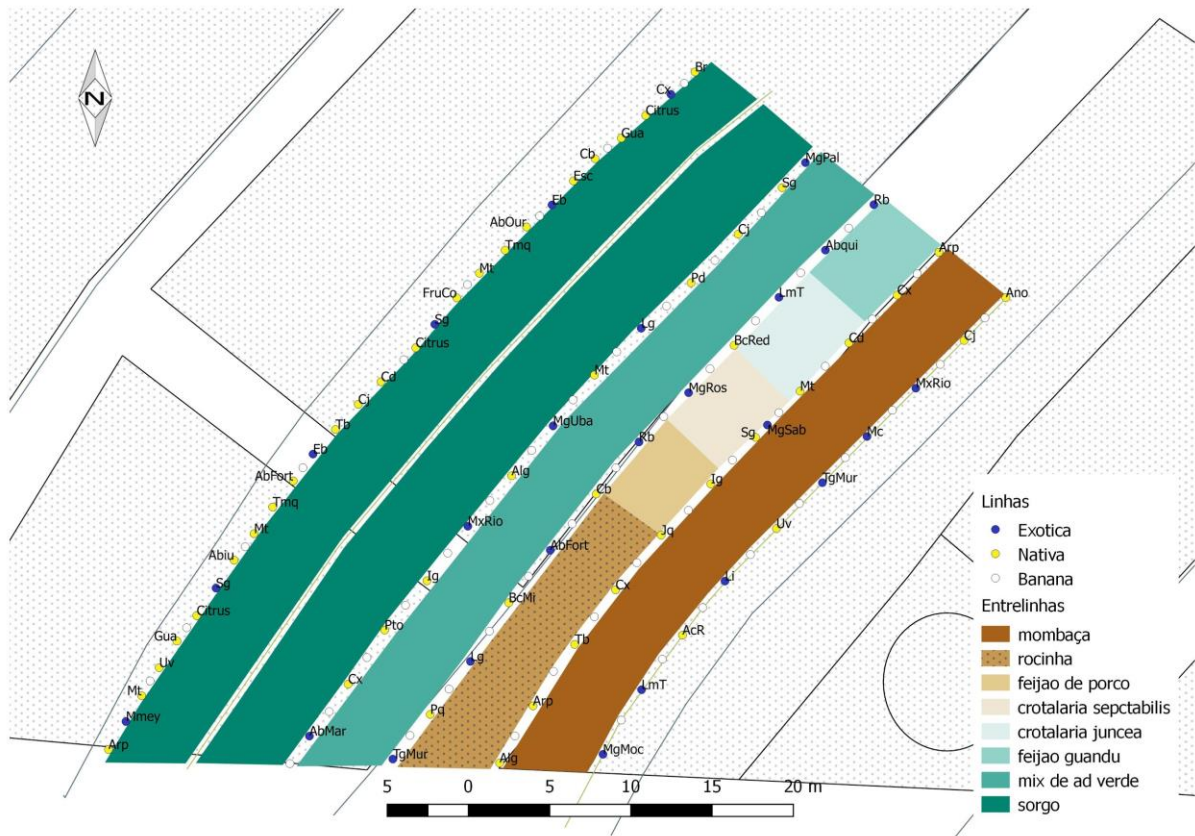 N
Br
Cx
Citrus
Gua
Cb
Esc
Eb
AbOur
Tmq
Mt
FruCo
Sg
Citrus
Cd
Cj
Tb
Eb
AbFort
Tmq
Mt
Abiu
Sg
Citrus
Gua
Uv
Mt
Mmey
Arp
MgPal
Sg
Cj
Pd
Lg
Mt
MgUba
Alg
MxRio
Ig
Pto
Cx
AbMar
Rb
Abqui
LmT
BcRed
MgRos
Rb
Cb
AbFort
BcMi
Lg
Pq
TgMur
Arp
Cx
Cd
Mt
MgSab
Sg
Ig
Jq
Cx
Tb
Arp
Alg
Ano
Cj
MxRio
Mc
TgMur
Uv
Li
AcR
LmT
MgMoc
Linhas
Exotica
Nativa
Banana
Entrelinhas
mombaça
rocinha
feijao de porco
crotalaria sepctabilis
crotalaria juncea
feijao guandu
mix de ad verde
sorgo
5 0 5 10 15 20 m